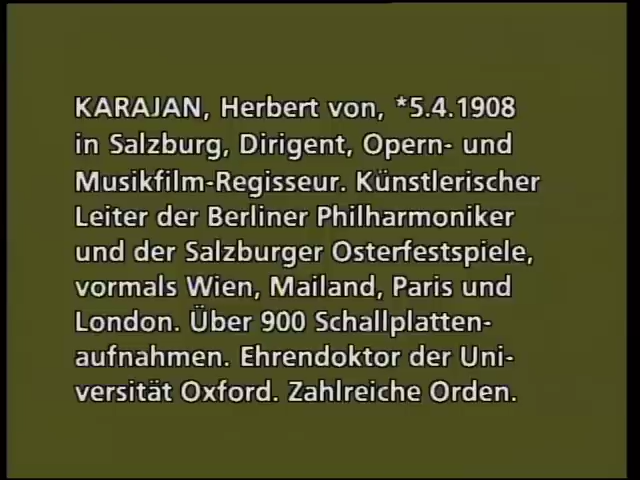 KARAJAN, Herbert von, *5.4.1908
in Salzburg, Dirigent, Opern- und
Musikfilm-Regisseur. Künstlerischer
Leiter der Berliner Philharmoniker
und der Salzburger Osterfestspiele,
vormals Wien, Mailand, Paris und
London. Über 900 Schallplatten-
aufnahmen. Ehrendoktor der Uni-
versität Oxford. Zahlreiche Orden.